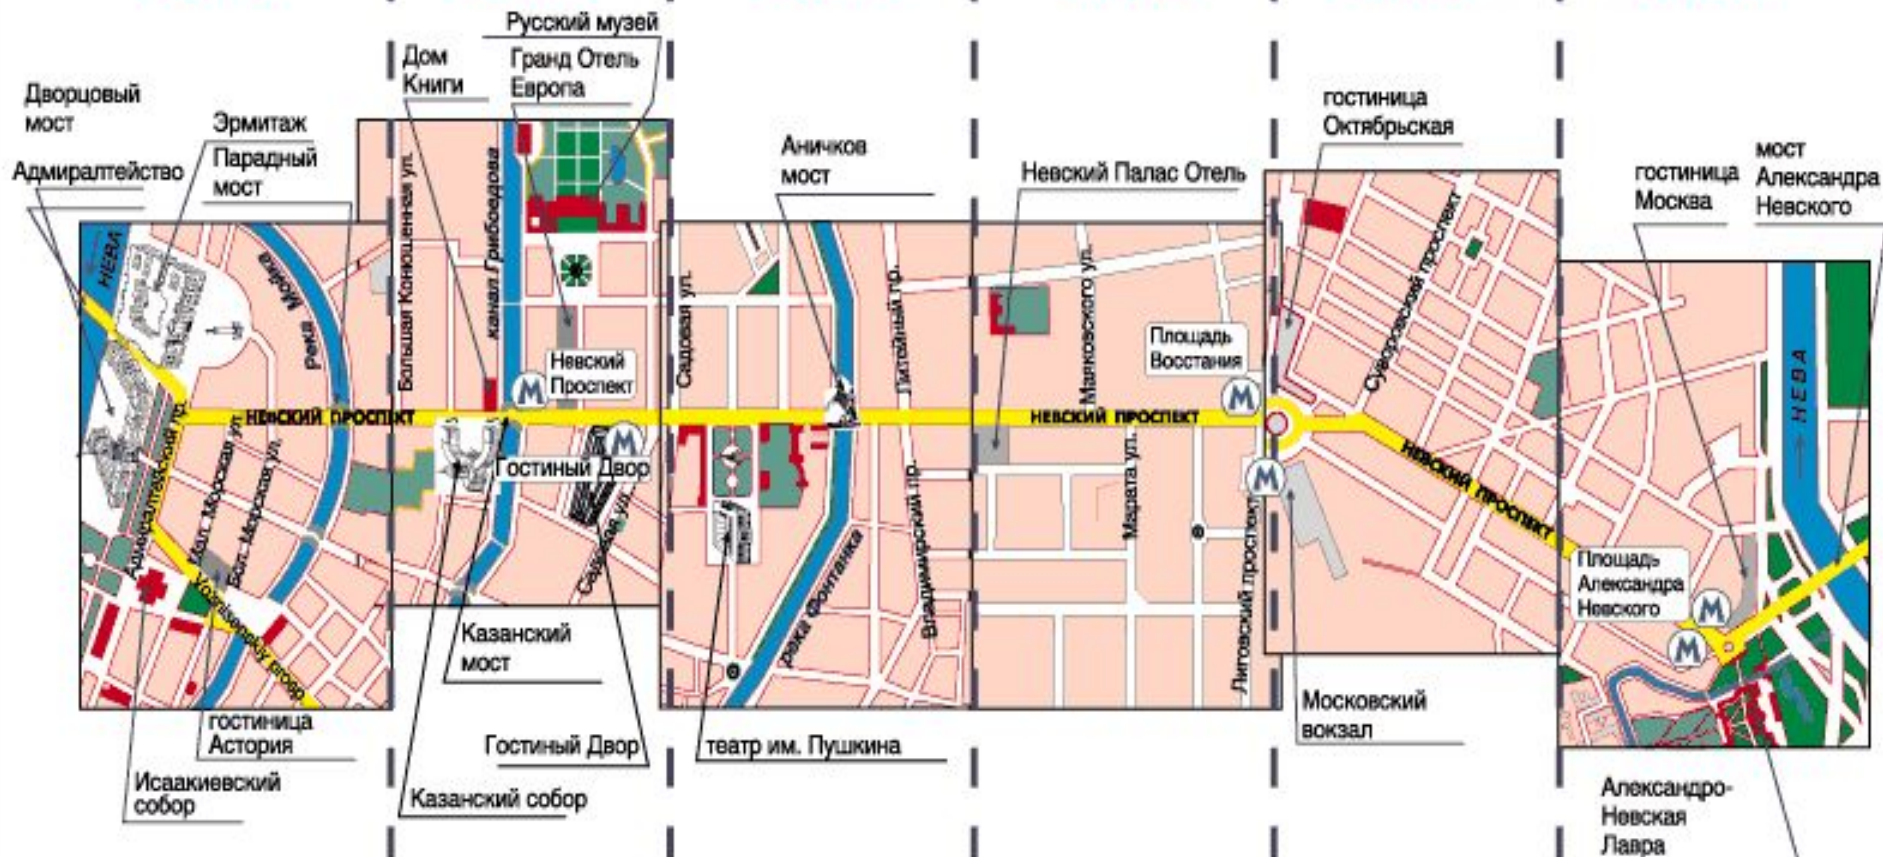 Русский музей
Дом
Книги
Гранд Отель
Европа
Дворцовый
мост
Эрмитаж
Парадный
мост
Адмиралтейство
Аничков
мост
Невский Палас Отель
гостиница
Октябрьская
гостиница
Москва
мост
Александра
Невского
НЕВА
река Мойка
Большая Конюшенная ул.
канал Грибоедова
Садовая ул.
Литейный пр.
Маяковского ул.
Суворовский проспект
НЕВА
Невский
Проспект
М
Площадь
Восстания
М
НЕВСКИЙ ПРОСПЕКТ
НЕВСКИЙ ПРОСПЕКТ
НЕВСКИЙ ПРОСПЕКТ
М
Гостиный Двор
М
Адмиралтейский пр.
Мал. Морская ул.
Бол. Морская ул.
Voznisenskiy prosp
Садовая ул.
река Фонтанка
Владимирский пр.
Марата ул.
Лиговский проспект
Площадь
Александра
Невского
М
М
Казанский
мост
Гостиный Двор
театр им. Пушкина
Московский
вокзал
гостиница
Астория
Исаакиевский
собор
Казанский собор
Александро-
Невская
Лавра